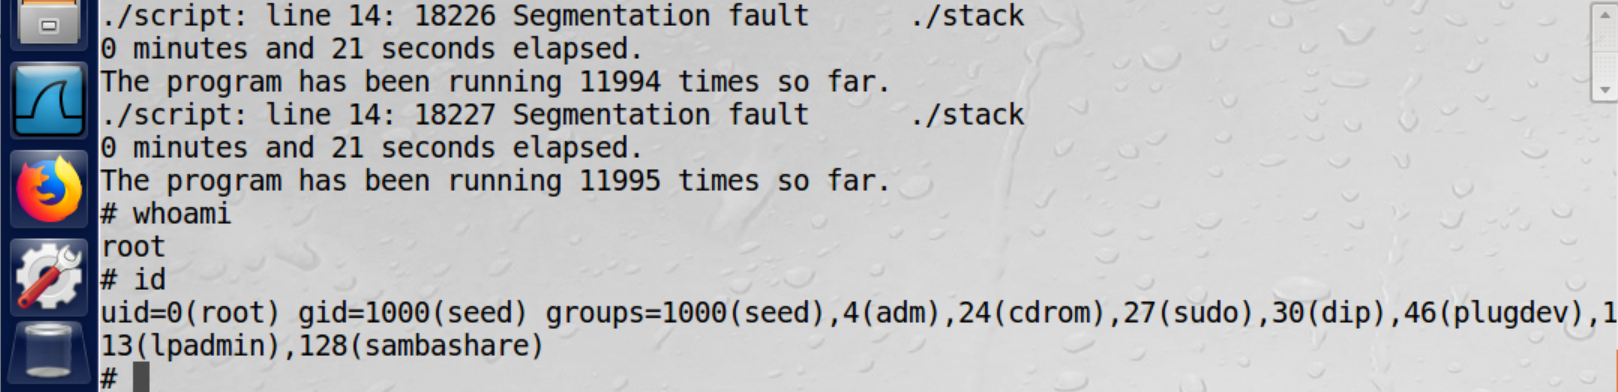 ./script: line 14: 18226 Segmentation fault      ./stack
0 minutes and 21 seconds elapsed.
The program has been running 11994 times so far.
./script: line 14: 18227 Segmentation fault      ./stack
0 minutes and 21 seconds elapsed.
The program has been running 11995 times so far.
# whoami
root
# id
uid=0(root) gid=1000(seed) groups=1000(seed),4(adm),24(cdrom),27(sudo),30(dip),46(plugdev),1
13(lpadmin),128(sambashare)
#